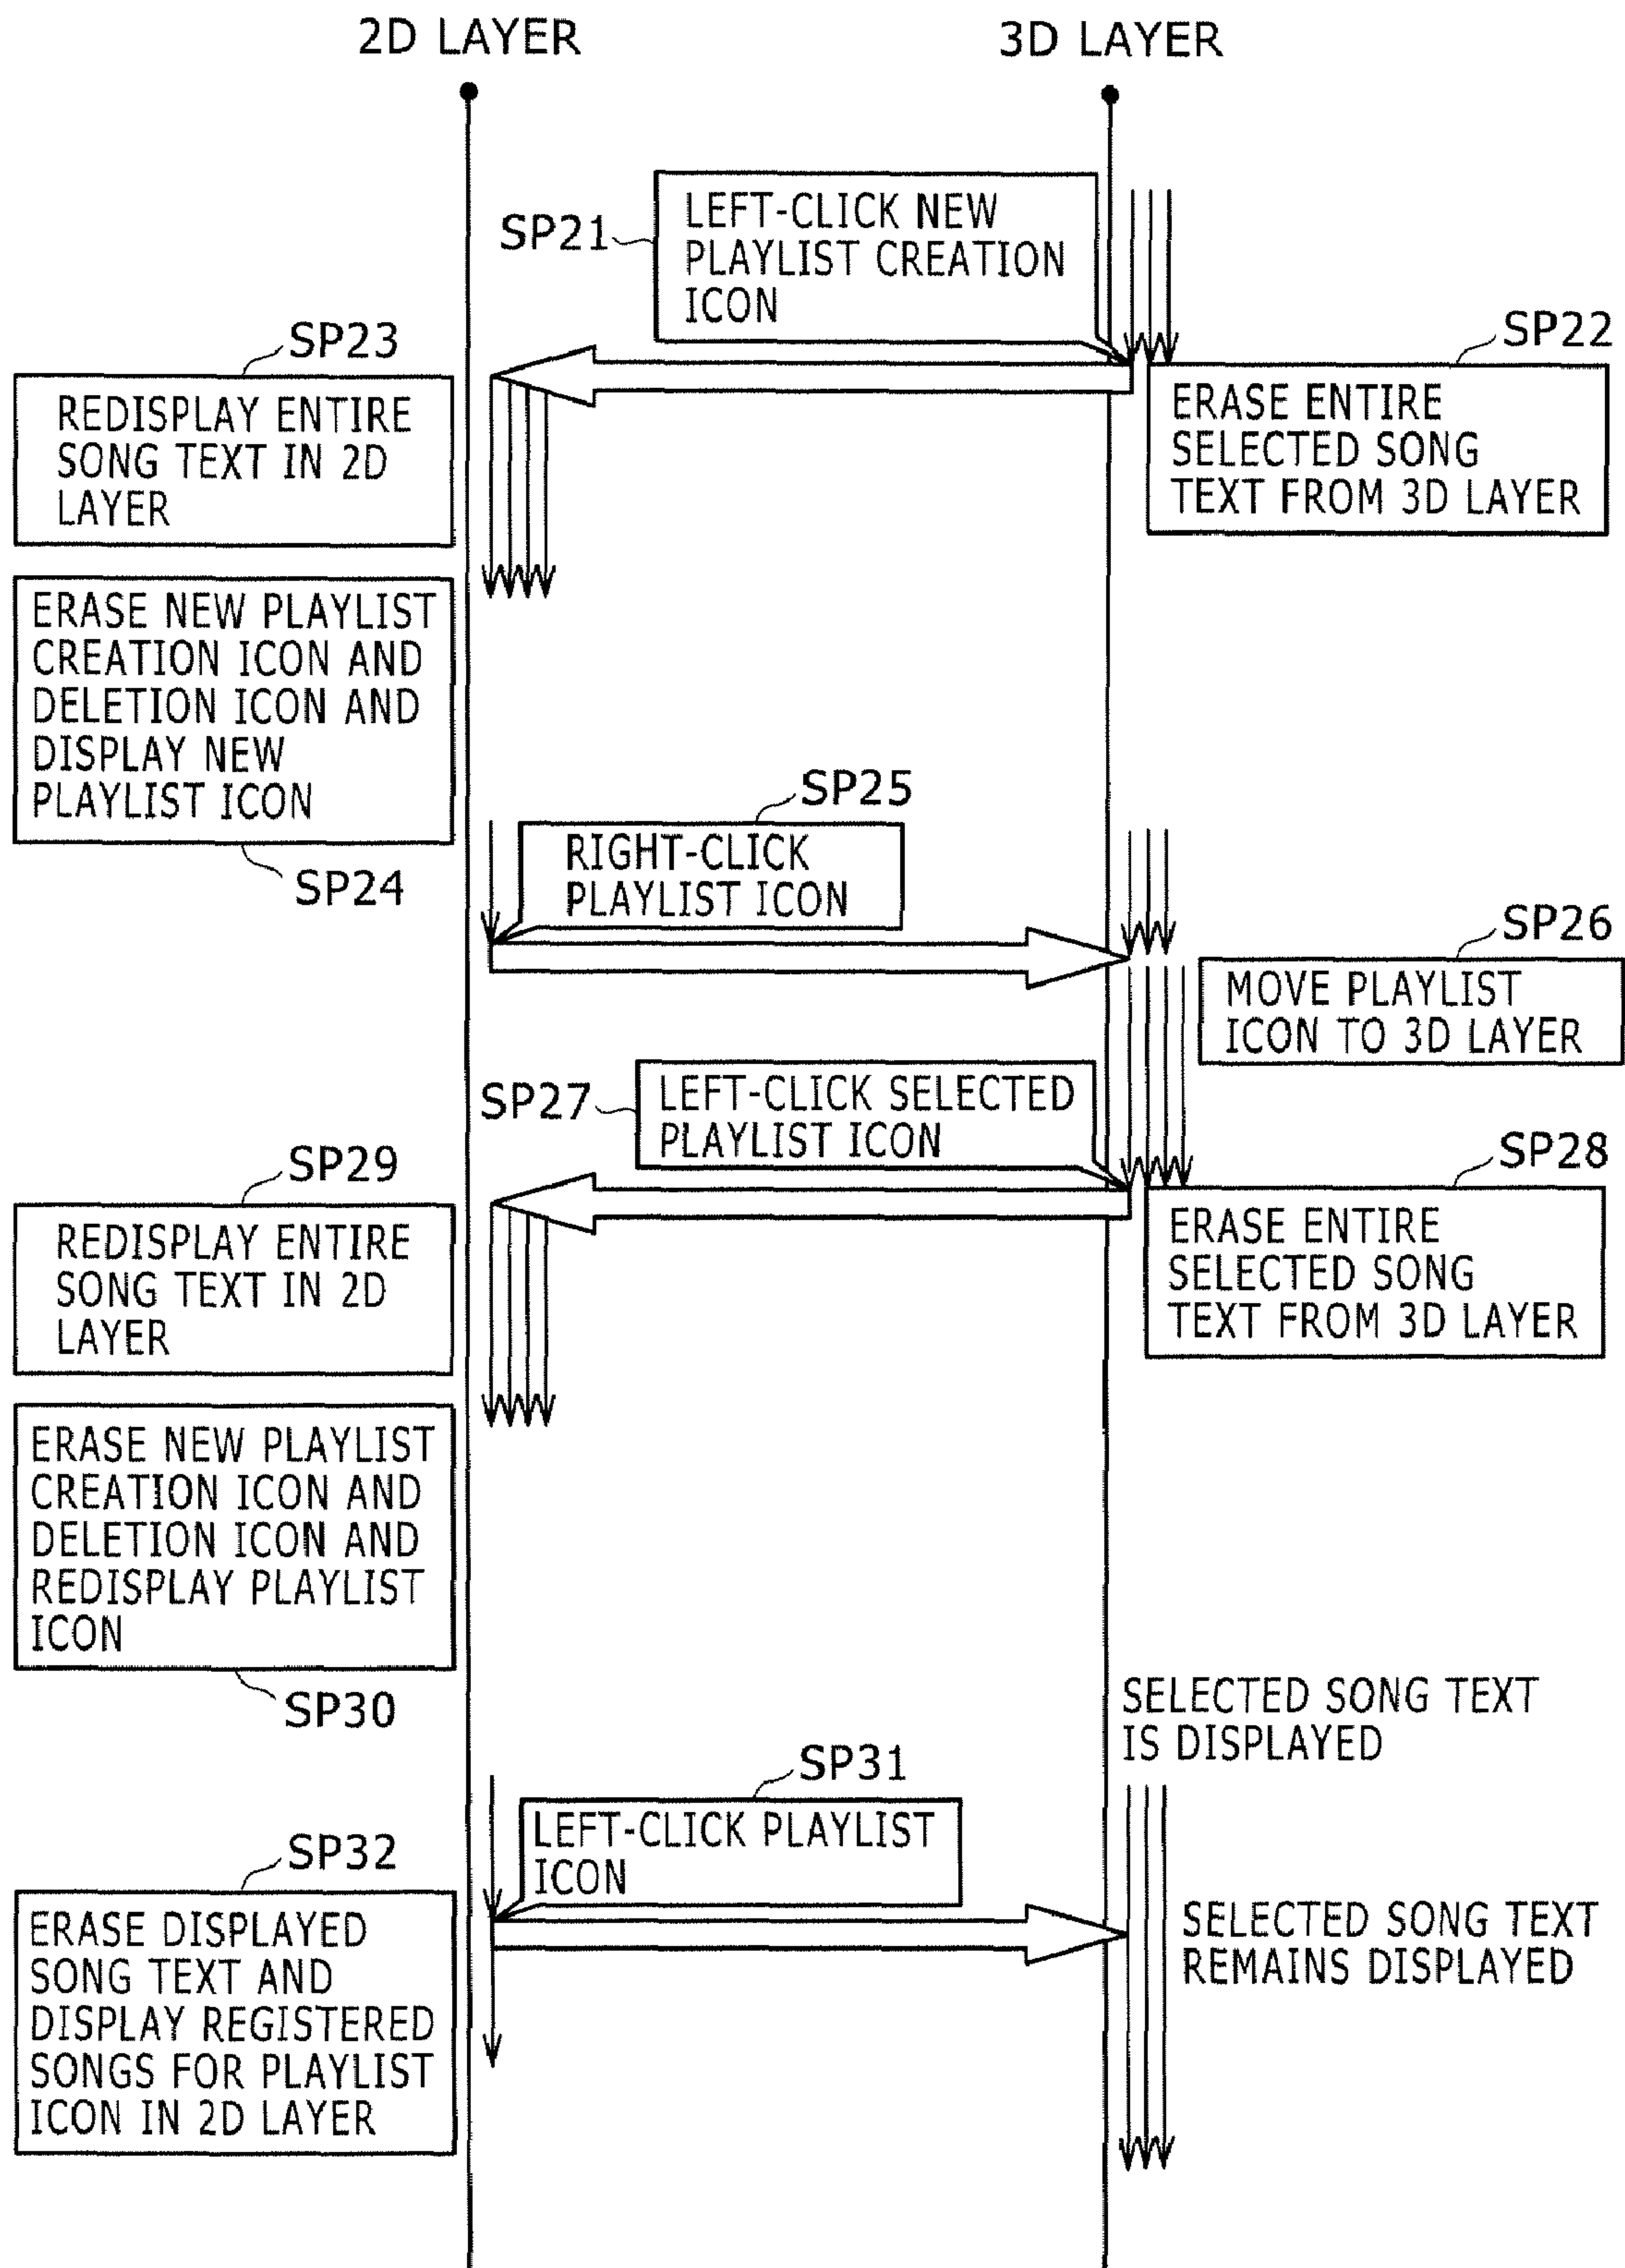 2D LAYER
3D LAYER
SP21
LEFT-CLICK NEW
PLAYLIST CREATION
ICON
SP22
ERASE ENTIRE
SELECTED SONG
TEXT FROM 3D LAYER
SP23
REDISPLAY ENTIRE
SONG TEXT IN 2D
LAYER
ERASE NEW PLAYLIST
CREATION ICON AND
DELETION ICON AND
DISPLAY NEW
PLAYLIST ICON
SP24
SP25
RIGHT-CLICK
PLAYLIST ICON
SP26
MOVE PLAYLIST
ICON TO 3D LAYER
SP27
LEFT-CLICK SELECTED
PLAYLIST ICON
SP28
ERASE ENTIRE
SELECTED SONG
TEXT FROM 3D LAYER
SP29
REDISPLAY ENTIRE
SONG TEXT IN 2D
LAYER
ERASE NEW PLAYLIST
CREATION ICON AND
DELETION ICON AND
REDISPLAY PLAYLIST
ICON
SP30
SELECTED SONG TEXT
IS DISPLAYED
SP31
LEFT-CLICK PLAYLIST
ICON
SP32
ERASE DISPLAYED
SONG TEXT AND
DISPLAY REGISTERED
SONGS FOR PLAYLIST
ICON IN 2D LAYER
SELECTED SONG TEXT
REMAINS DISPLAYED